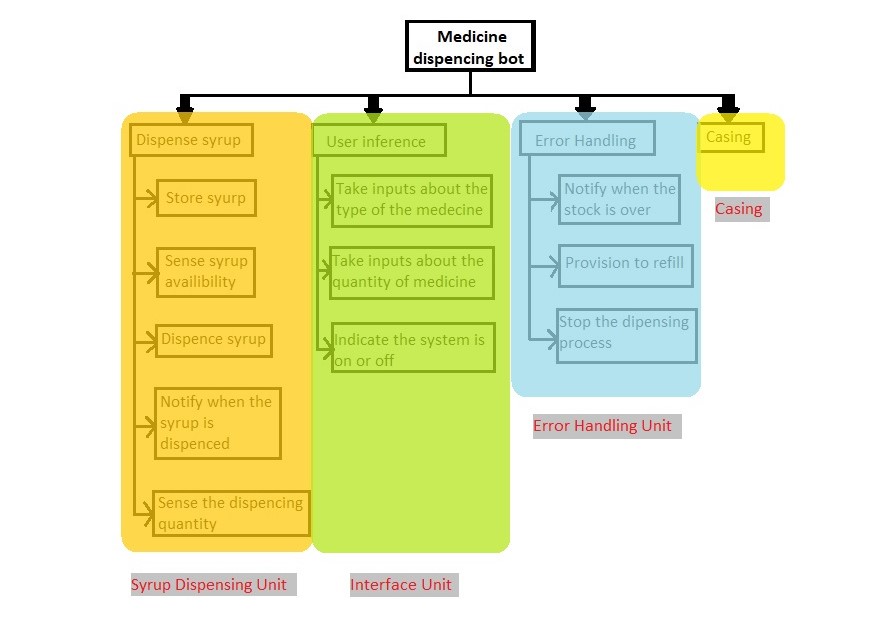 Medicine
dispencing bot
Dispense syrup
Store syurp
Sense syrup
availibility
Dispence syrup
Notify when the
syrup is
dispenced
Sense the dispencing
quantity
Syrup Dispensing Unit
User inference
Take inputs about the
type of the medecine
Take inputs about the
quantity of medicine
Indicate the system is
on or off
Interface Unit
Error Handling
Notify when the
stock is over
Provision to refill
Stop the dipensing
process
Error Handling Unit
Casing
Casing